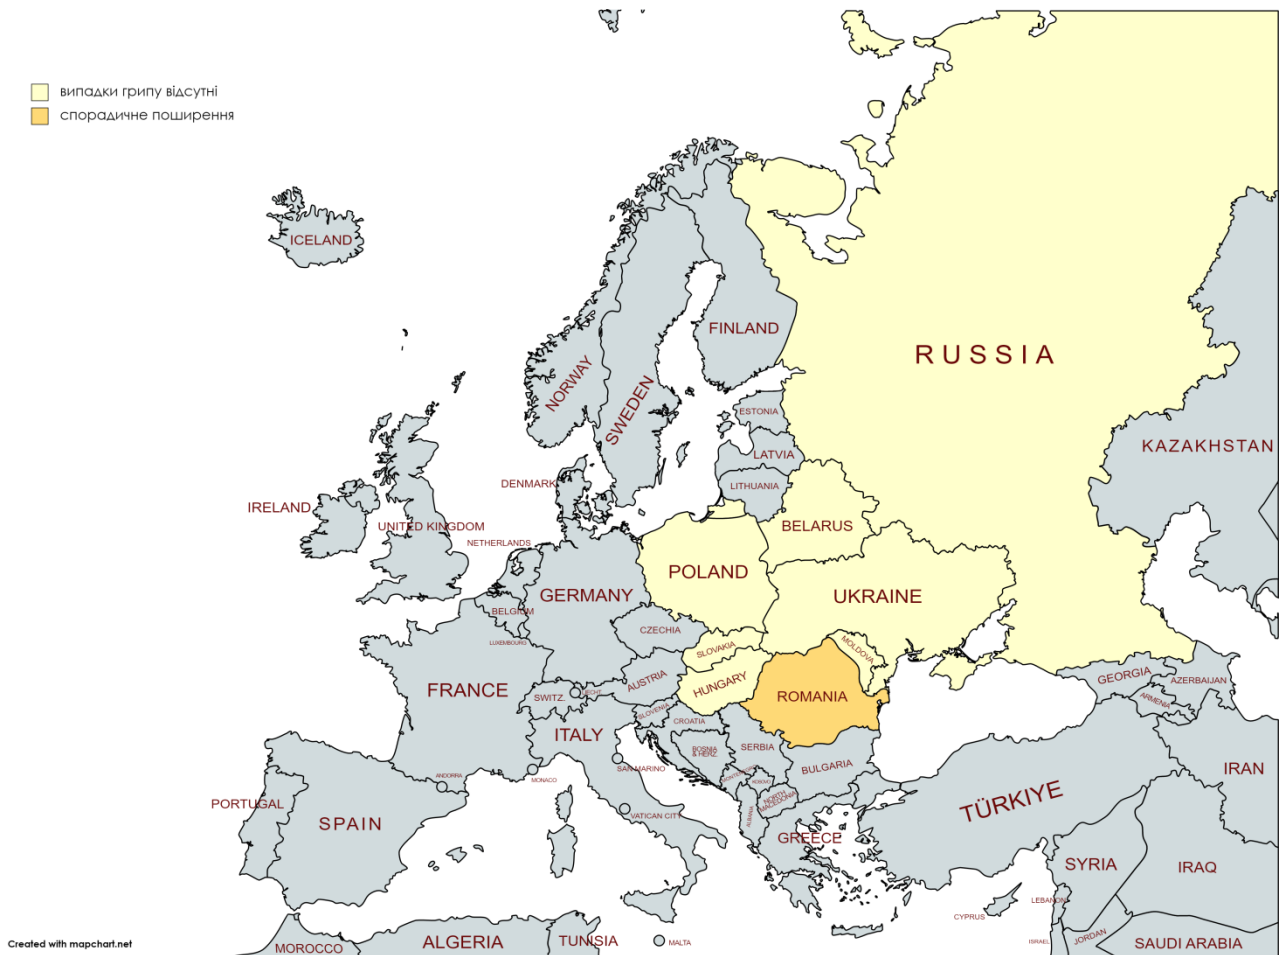 випадки грипу відсутні
спорадичне поширення
ICELAND
FINLAND
RUSSIA
NORWAY
SWEDEN
ESTONIA
KAZAKHSTAN
LATVIA
DENMARK
LITHUANIA
IRELAND
UNITED KINGDOM
BELARUS
NETHERLANDS
POLAND
GERMANY
UKRAINE
BELGIUM
CZECHIA
LUXEMBOURG
SLOVAKIA
MOLDOVA
GEORGIA
AZERBAIJAN
AUSTRIA
HUNGARY
FRANCE
SWITZ.
LIECHT.
ROMANIA
ARMENIA
SLOVENIA
CROATIA
ITALY
BOSNIA
& HERZ.
SERBIA
BULGARIA
SAN MARINO
MONTENEGRO
KOSOVO
IRAN
ANDORRA
MONACO
NORTH
MACEDONIA
TÜRKIYE
PORTUGAL
SPAIN
VATICAN CITY
ALBANIA
GREECE
SYRIA
IRAQ
LEBANON
CYPRUS
Created with mapchart.net
MOROCCO
ALGERIA
TUNISIA
MALTA
ISRAEL
JORDAN
SAUDI ARABIA